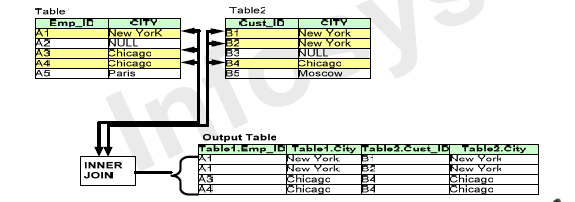 Table1
Table2
Emp_ID CITY
A1 New YorK
A2 NULL
A3 Chicago
A4 Chicago
A5 Paris
Cust_ID CITY
B1 New York
B2 New York
B3 NULL
B4 Chicago
B5 Moscow
INNER
JOIN
Output Table
Table1.Emp_ID Table1.City Table2.Cust_ID Table2.City
A1 New York B1 New York
A1 New York B2 New York
A3 Chicago B4 Chicago
A4 Chicago B4 Chicago
Infosys